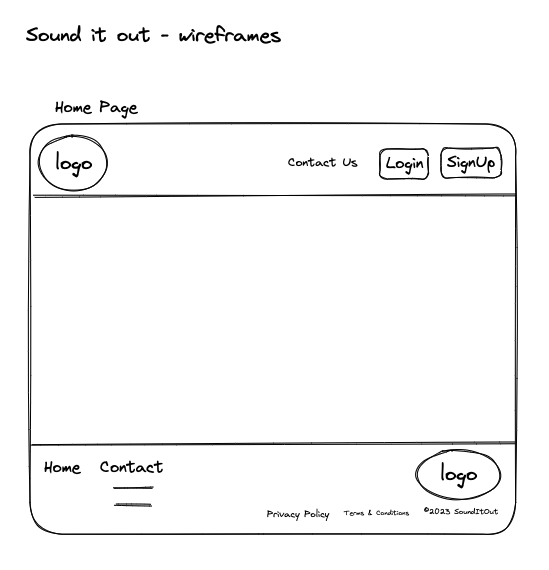 Sound it out - wireframes
Home Page
logo
Contact Us
Login
SignUp
Home
Contact
logo
Privacy Policy
Terms & Conditions
©2023 SoundItOut